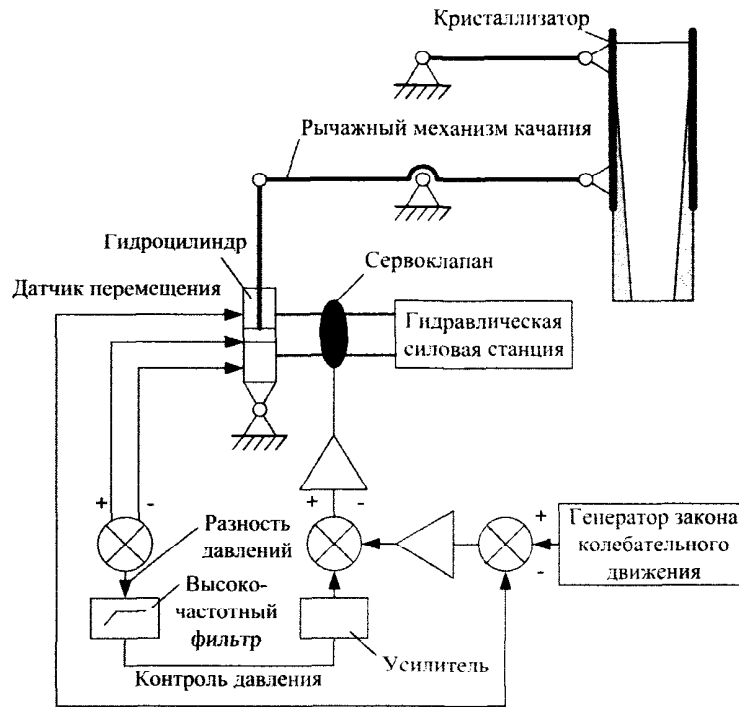 Кристаллизатор
Рычажный механизм качания
Гидроцилиндр
Сервоклапан
Датчик перемещения
Гидравлическая
силовая станция
+
-
+
-
+
-
Разность
давлений
Генератор закона
колебательного
движения
Высоко-
частотный
фильтр
Усилитель
Контроль давления